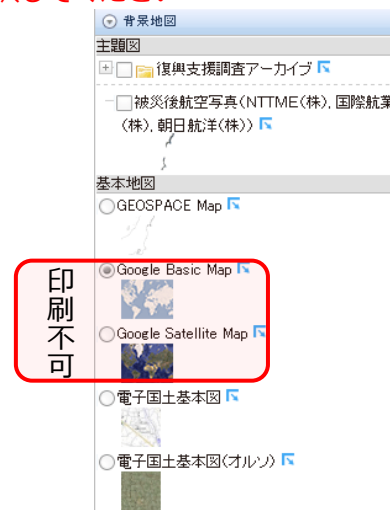 背景地図
主題図
復興支援調査アーカイブ
被災後航空写真(NTTME(株), 国際航業
(株), 朝日航洋(株))
基本地図
GEOSPACE Map
Google Basic Map
Google Satellite Map
印刷不可
電子国土基本図
電子国土基本図(オルソ)